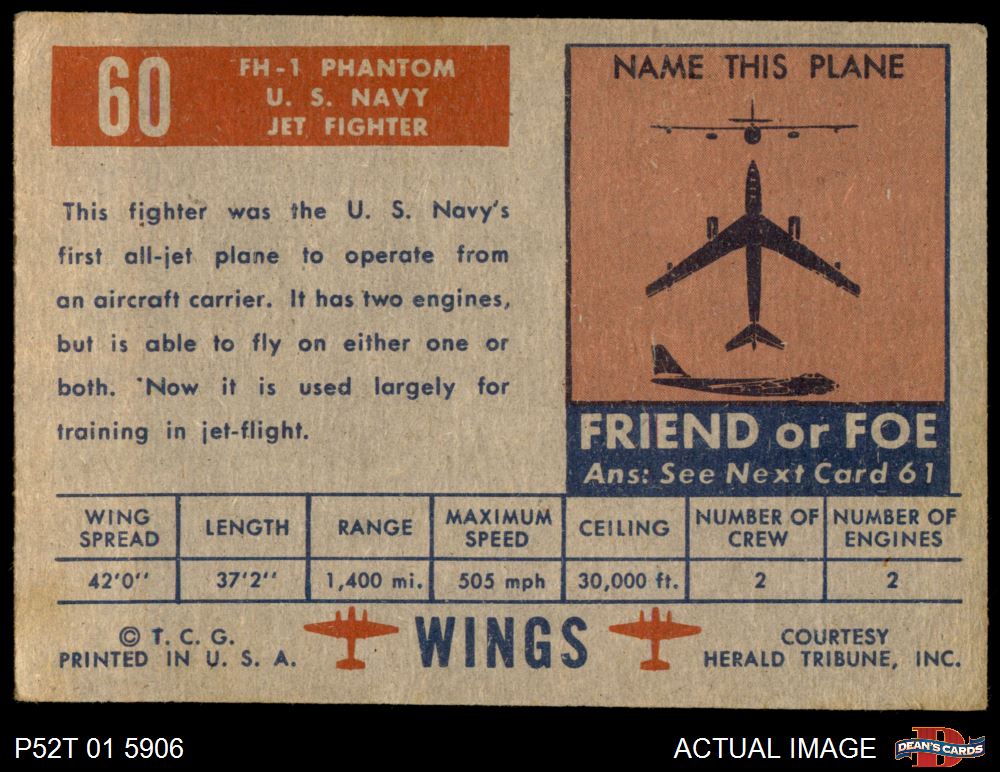 60
FH-1 PHANTOM
U. S. NAVY
JET FIGHTER
This fighter was the U. S. Navy's
first all-jet plane to operate from
an aircraft carrier. It has two engines,
but is able to fly on either one or
both. Now it is used largely for
training in jet-flight.
NAME THIS PLANE
FRIEND or FOE
Ans: See Next Card 61
WING SPREAD LENGTH RANGE MAXIMUM SPEED CEILING NUMBER OF CREW NUMBER OF ENGINES
42'0'' 37'2'' 1,400 mi. 505 mph 30,000 ft. 2 2
© T. C. G.
PRINTED IN U. S. A.
WINGS
COURTESY
HERALD TRIBUNE, INC.
P52T 01 5906
ACTUAL IMAGE
DEAN'S CARDS